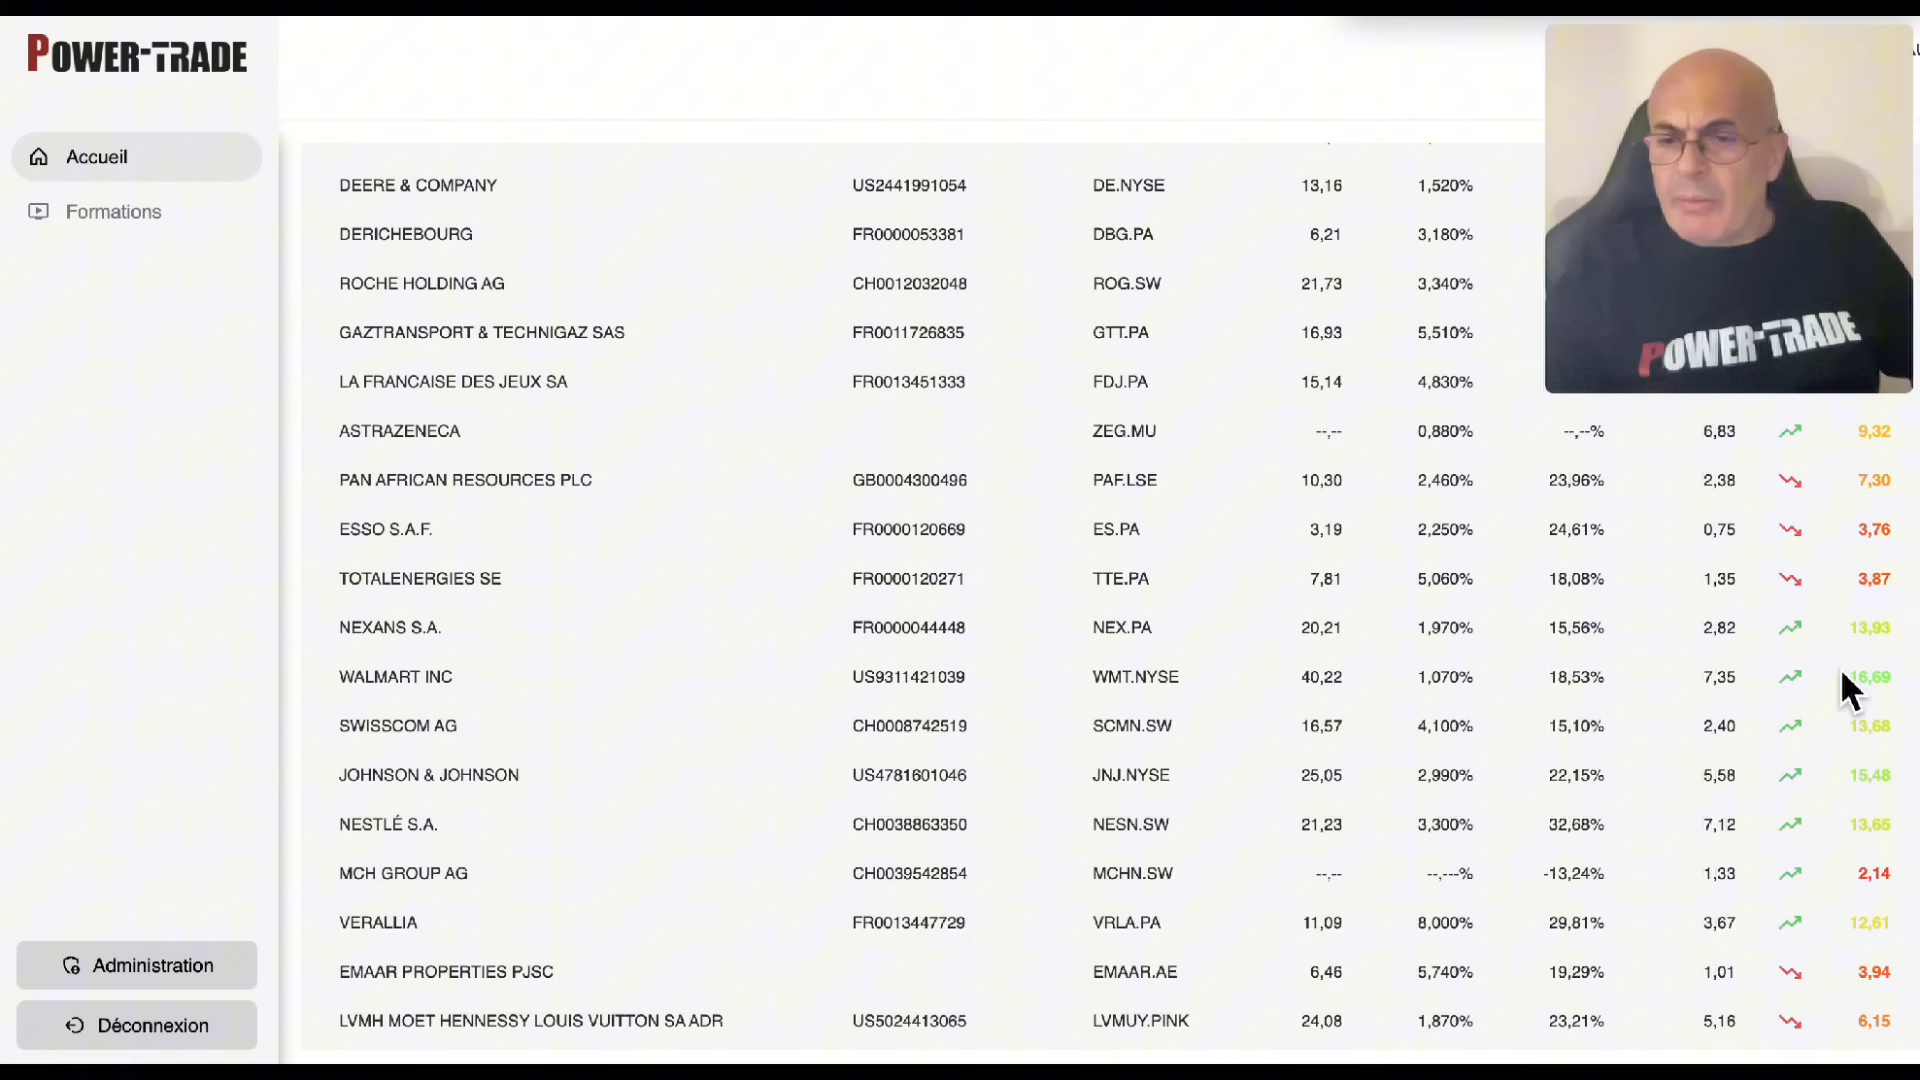 POWER-TRADE
Accueil
Formations
DEERE & COMPANY US2441991054 DE.NYSE 13,16 1,520%
DERICHEBOURG FR0000053381 DBG.PA 6,21 3,180%
ROCHE HOLDING AG CH0012032048 ROG.SW 21,73 3,340%
GAZTRANSPORT & TECHNIGAZ SAS FR0011726835 GTT.PA 16,93 5,510%
LA FRANCAISE DES JEUX SA FR0013451333 FDJ.PA 15,14 4,830%
POWER-TRADE
ASTRAZENECA ZEG.MU --,-- 0,880% --,--% 6,83 9,32
PAN AFRICAN RESOURCES PLC GB0004300496 PAF.LSE 10,30 2,460% 23,96% 2,38 7,30
ESSO S.A.F. FR0000120669 ES.PA 3,19 2,250% 24,61% 0,75 3,76
TOTALENERGIES SE FR0000120271 TTE.PA 7,81 5,060% 18,08% 1,35 3,87
NEXANS S.A. FR0000044448 NEX.PA 20,21 1,970% 15,56% 2,82 13,93
WALMART INC US9311421039 WMT.NYSE 40,22 1,070% 18,53% 7,35 16,69
SWISSCOM AG CH0008742519 SCMN.SW 16,57 4,100% 15,10% 2,40 13,68
JOHNSON & JOHNSON US4781601046 JNJ.NYSE 25,05 2,990% 22,15% 5,58 15,48
NESTLÉ S.A. CH0038863350 NESN.SW 21,23 3,300% 32,68% 7,12 13,65
MCH GROUP AG CH0039542854 MCHN.SW --,-- --,---% -13,24% 1,33 2,14
VERALLIA FR0013447729 VRLA.PA 11,09 8,000% 29,81% 3,67 12,61
EMAAR PROPERTIES PJSC EMAAR.AE 6,46 5,740% 19,29% 1,01 3,94
LVMH MOET HENNESSY LOUIS VUITTON SA ADR US5024413065 LVMUY.PINK 24,08 1,870% 23,21% 5,16 6,15
Administration
Déconnexion